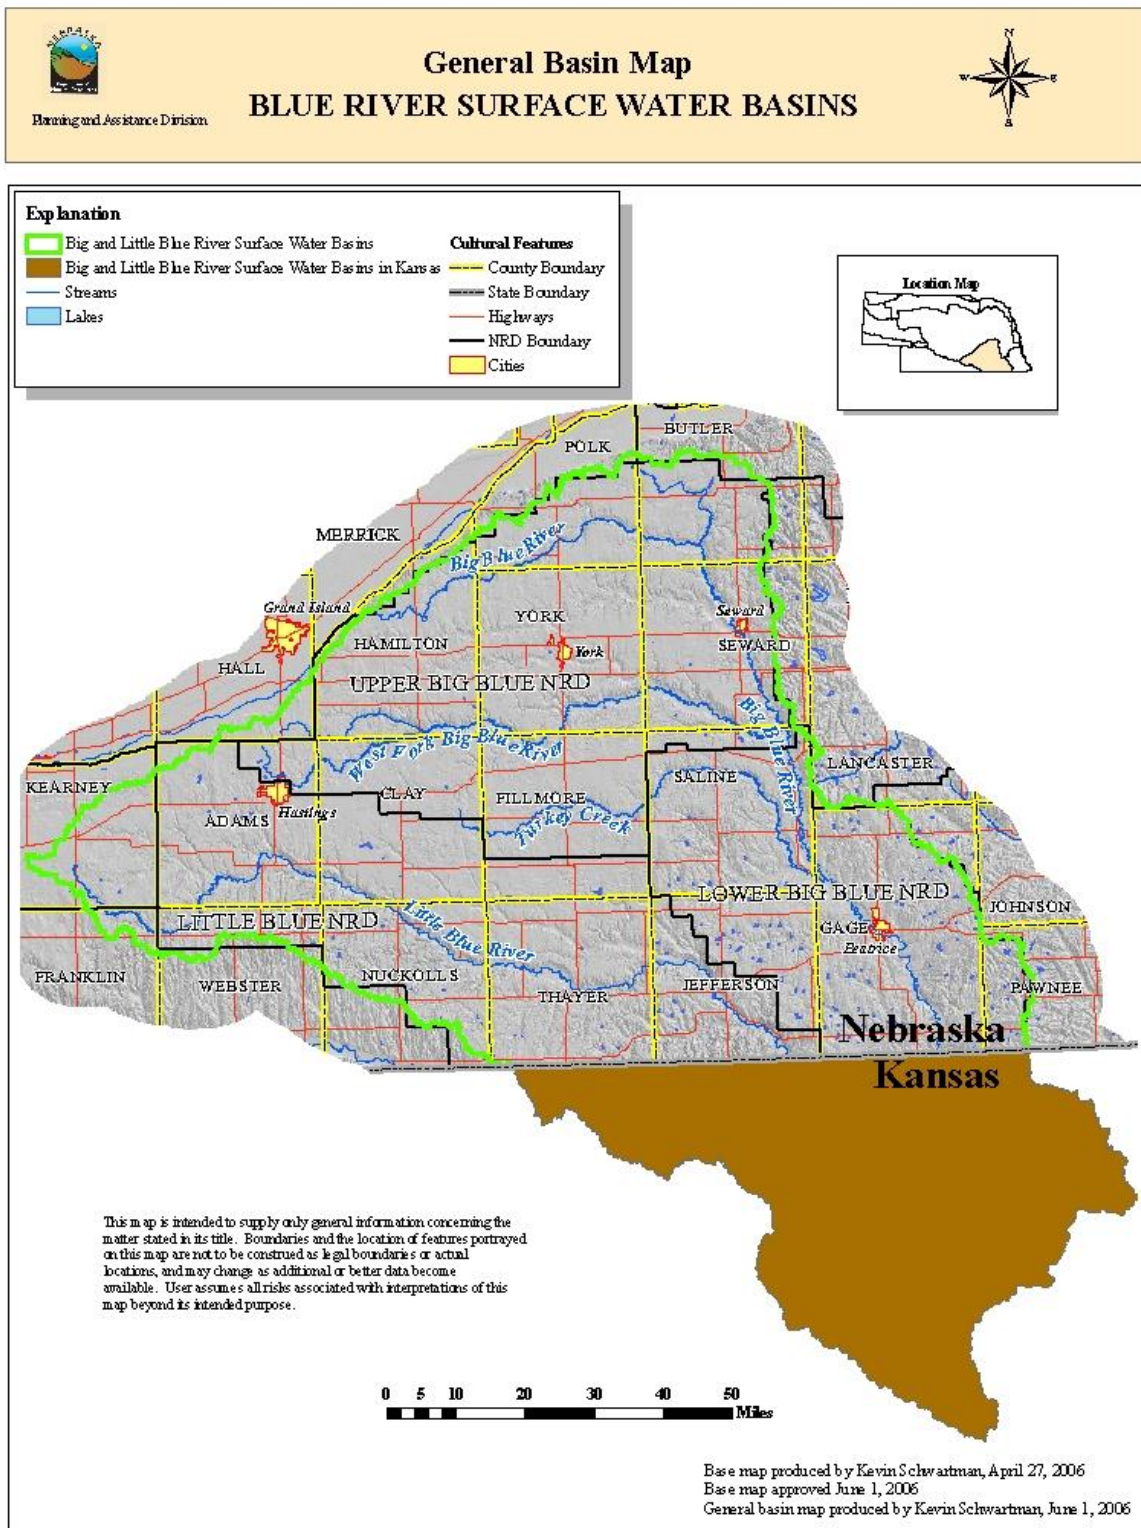 NEBRASKA
Planning and Assistance Division
General Basin Map
BLUE RIVER SURFACE WATER BASINS
N
W
E
Explanation
Big and Little Blue River Surface Water Basins
Big and Little Blue River Surface Water Basins in Kansas
Streams
Lakes
Cultural Features
County Boundary
State Boundary
Highways
NRD Boundary
Cities
Location Map
BUTLER
POLK
MERRICK
Big Blue River
Grand Island
YORK
Seward
HAMILTON
York
SEWARD
HALL
UPPER BIG BLUE NRD
Big Blue River
West Fork Big Blue River
LANCASTER
KEARNEY
SALINE
CLAY
FILLMORE
ADAMS
Hastings
Turkey Creek
LOWER BIG BLUE NRD
JOHNSON
LITTLE BLUE NRD
Little Blue River
GAGE
Beatrice
FRANKLIN
WEBSTER
NUCKOLLS
THAYER
JEFFERSON
PAWNEE
Nebraska
Kansas
This map is intended to supply only general information concerning the
matter stated in its title. Boundaries and the location of features portrayed
on this map are not to be construed as legal boundaries or actual
locations, and may change as additional or better data become
available. User assumes all risks associated with interpretations of this
map beyond its intended purpose.
0 5 10 20 30 40 50
Miles
Base map produced by Kevin Schwartman, April 27, 2006
Base map approved June 1, 2006
General basin map produced by Kevin Schwartman, June 1, 2006